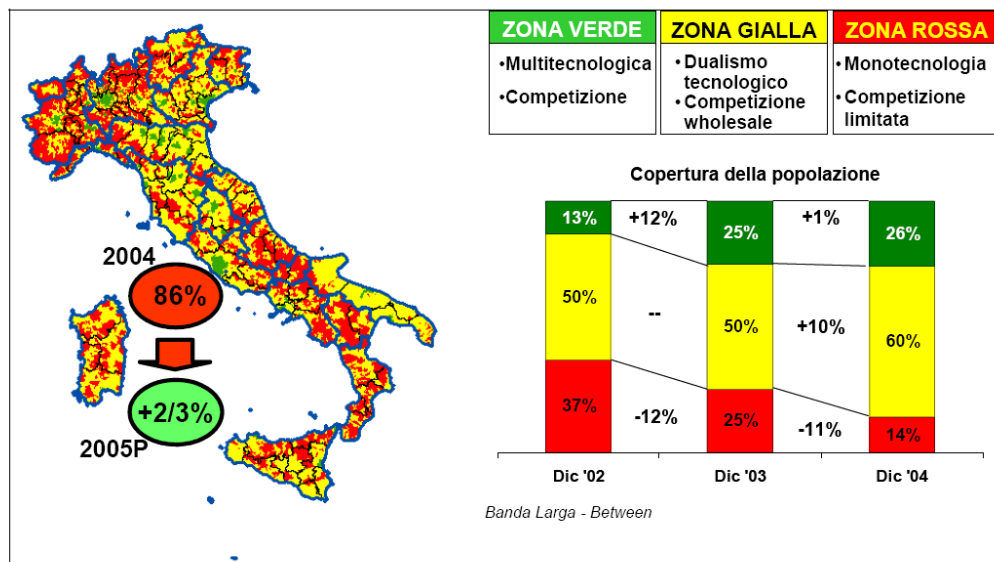 ZONA VERDE
•Multitecnologica
•Competizione
ZONA GIALLA
• Dualismo
tecnologico
• Competizione
wholesale
ZONA ROSSA
• Monotecnologia
• Competizione
limitata
2004
86%
+2/3%
2005P
Copertura della popolazione
13%
+12%
25%
+1%
26%
50%
--
50%
+10%
60%
37%
-12%
25%
-11%
14%
Dic '02
Dic '03
Dic '04
Banda Larga - Between